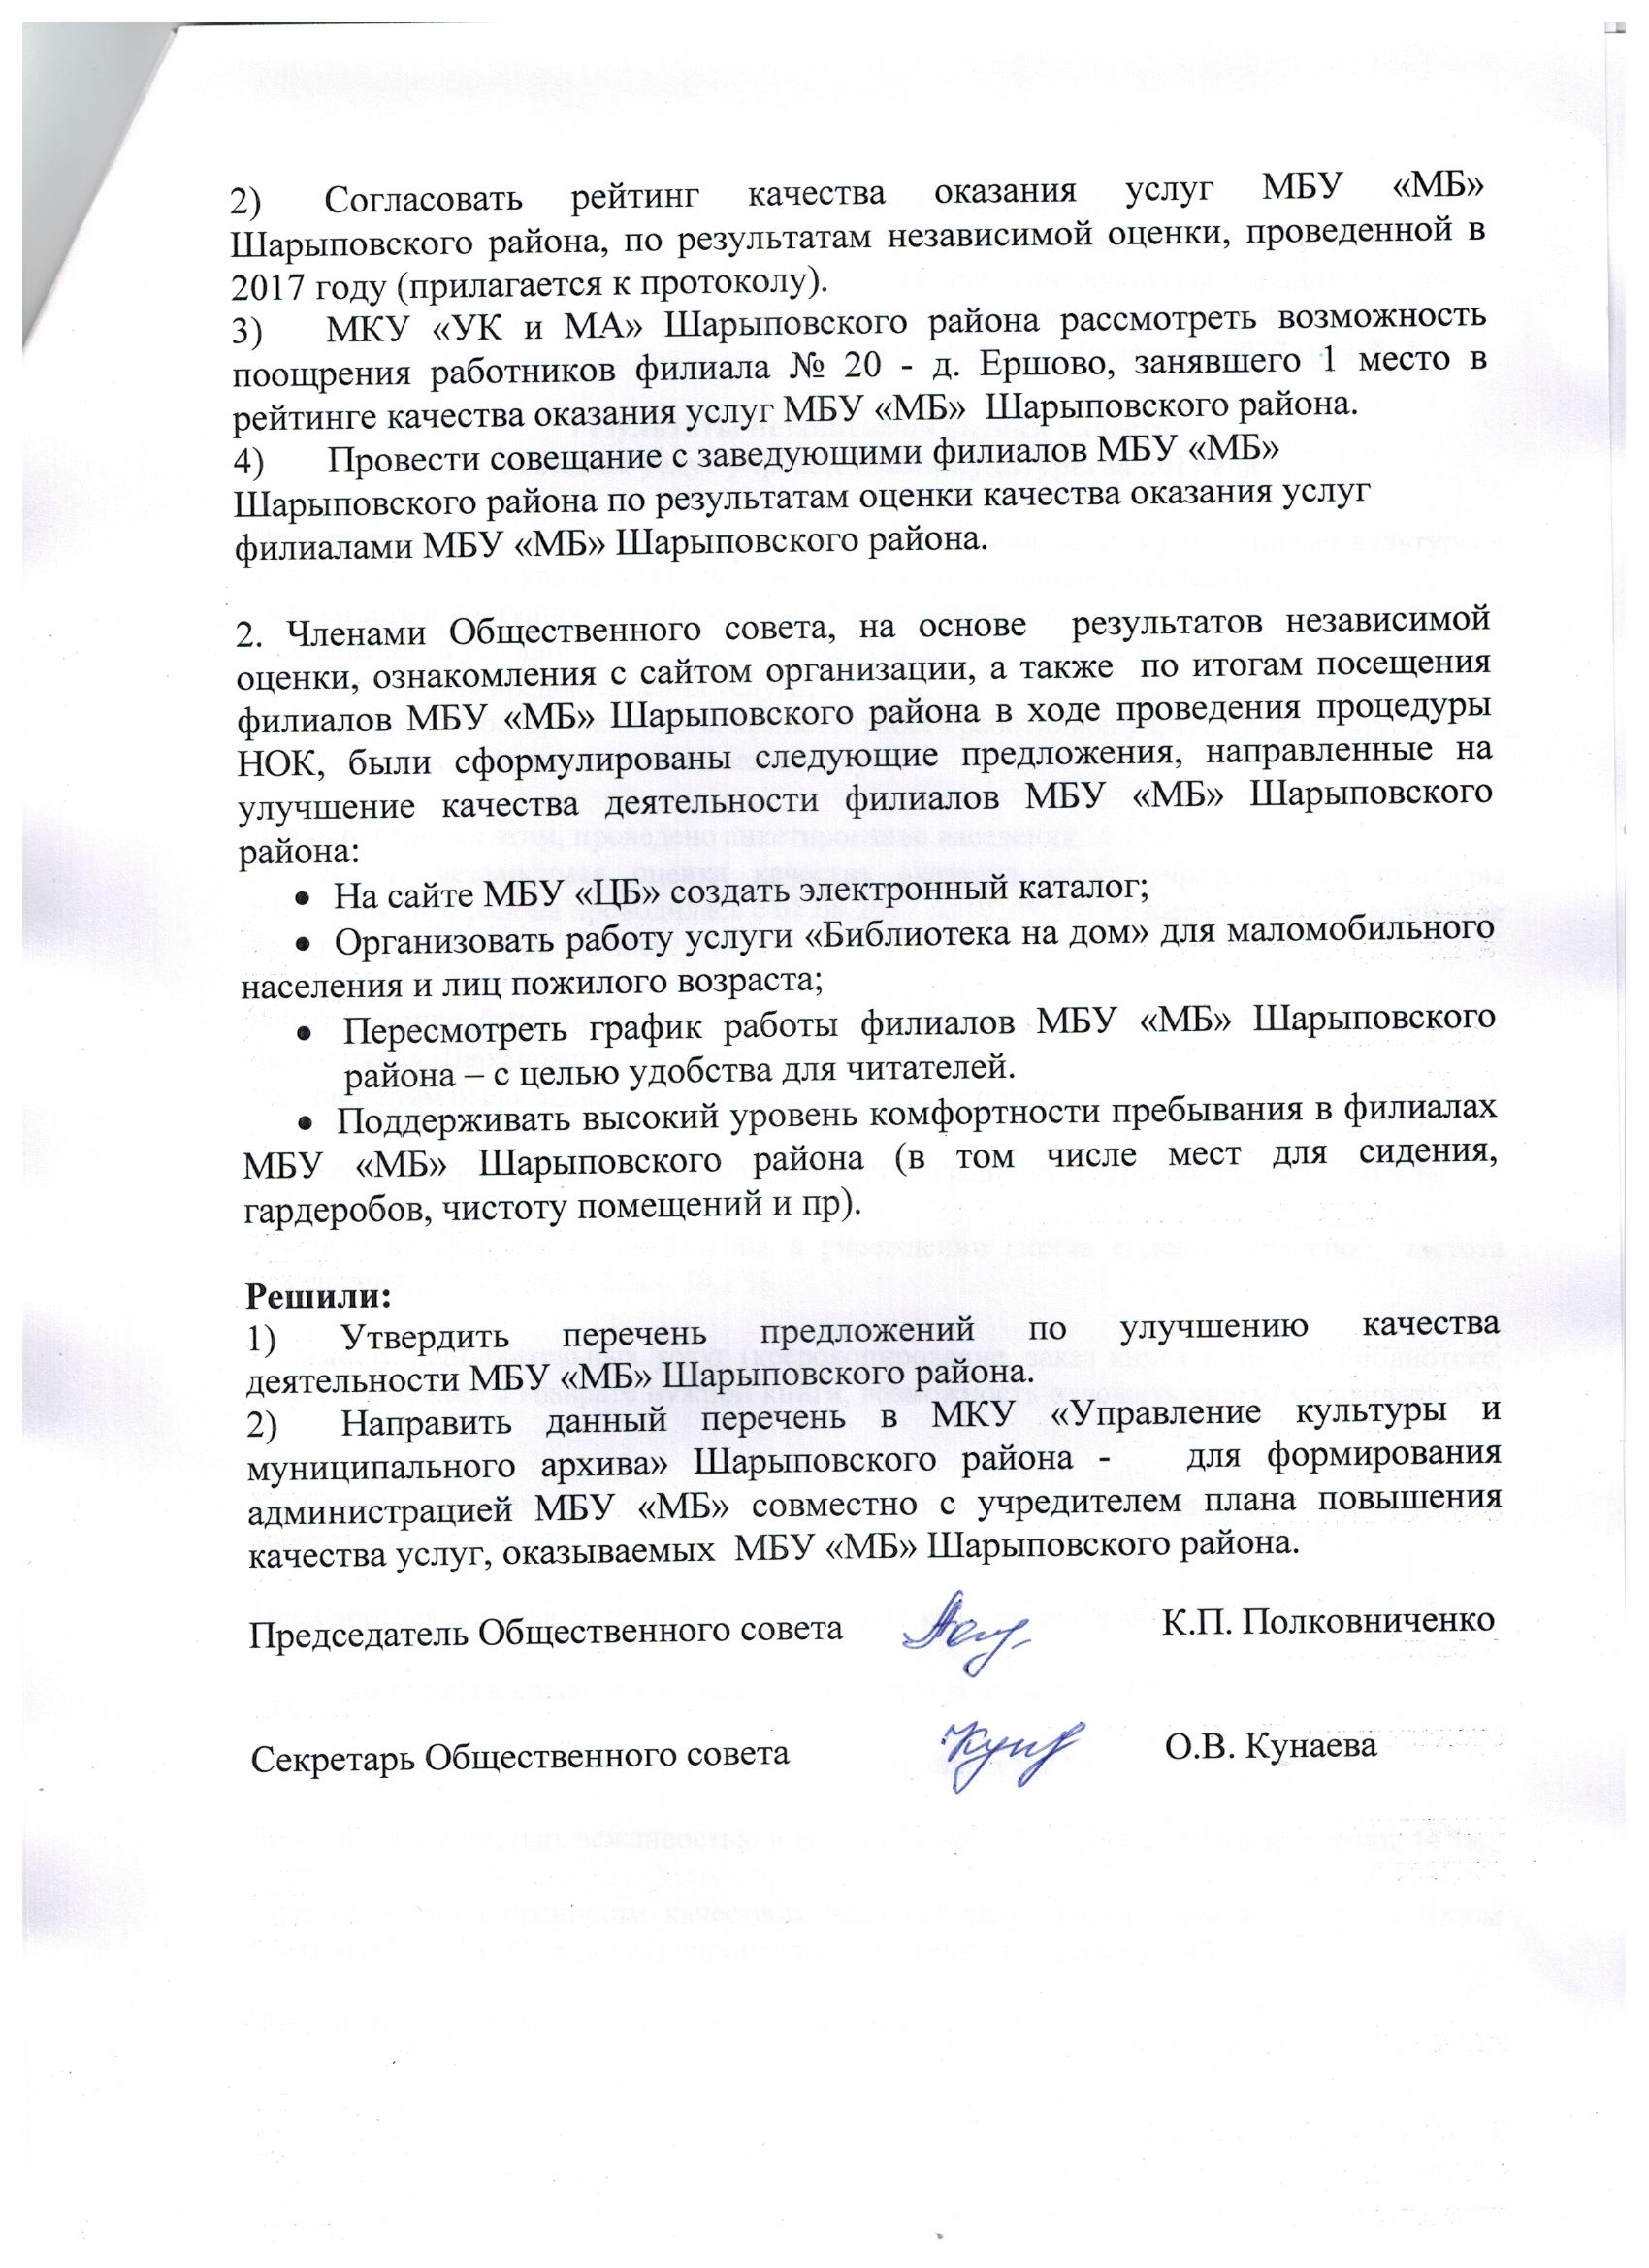 2) Согласовать рейтинг качества оказания услуг МБУ «МБ»
Шарыповского района, по результатам независимой оценки, проведенной в
2017 году (прилагается к протоколу).
3) МКУ «УК и МА» Шарыповского района рассмотреть возможность
поощрения работников филиала № 20 - д. Ершово, занявшего 1 место в
рейтинге качества оказания услуг МБУ «МБ» Шарыповского района.
4) Провести совещание с заведующими филиалов МБУ «МБ»
Шарыповского района по результатам оценки качества оказания услуг
филиалами МБУ «МБ» Шарыповского района.
2. Членами Общественного совета, на основе результатов независимой
оценки, ознакомления с сайтом организации, а также по итогам посещения
филиалов МБУ «МБ» Шарыповского района в ходе проведения процедуры
НОК, были сформулированы следующие предложения, направленные на
улучшение качества деятельности филиалов МБУ «МБ» Шарыповского
района:
• На сайте МБУ «ЦБ» создать электронный каталог;
• Организовать работу услуги «Библиотека на дом» для маломобильного
населения и лиц пожилого возраста;
• Пересмотреть график работы филиалов МБУ «МБ» Шарыповского
района – с целью удобства для читателей.
• Поддерживать высокий уровень комфортности пребывания в филиалах
МБУ «МБ» Шарыповского района (в том числе мест для сидения,
гардеробов, чистоту помещений и пр).
Решили:
1) Утвердить перечень предложений по улучшению качества
деятельности МБУ «МБ» Шарыповского района.
2) Направить данный перечень в МКУ «Управление культуры и
муниципального архива» Шарыповского района - для формирования
администрацией МБУ «МБ» совместно с учредителем плана повышения
качества услуг, оказываемых МБУ «МБ» Шарыповского района.
Председатель Общественного совета К.П. Полковниченко
Секретарь Общественного совета О.В. Кунаева